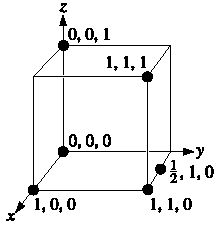 z
0, 0, 1
1, 1, 1
y
0, 0, 0
1/2, 1, 0
x
1, 0, 0
1, 1, 0